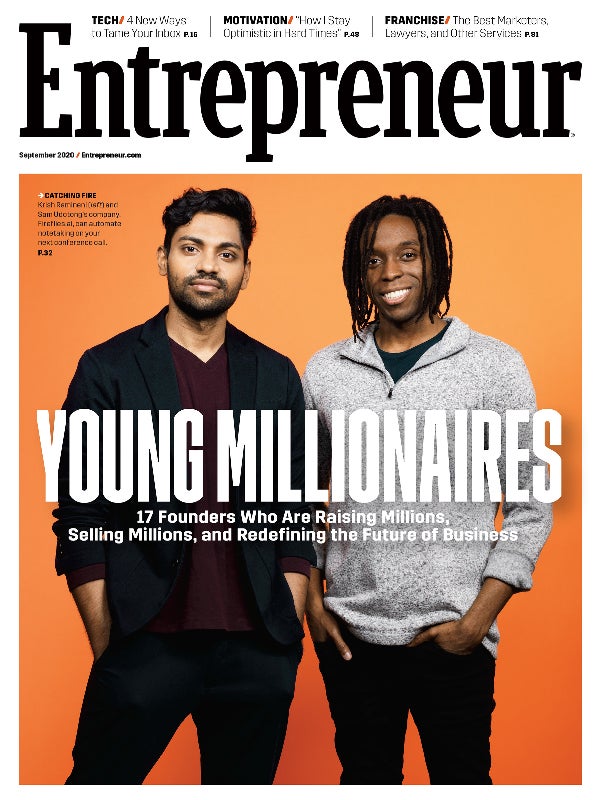 TECH/ 4 New Ways
to Tame Your Inbox P.16
MOTIVATION/ "How I Stay
Optimistic in Hard Times" P.48
FRANCHISE/ The Best Marketers,
Lawyers, and Other Services P.81
Entrepreneur
September 2020 / Entrepreneur.com
→ CATCHING FIRE
Krish Ramineni (left) and
Sam Udotong's company,
Fireflies.ai, can automate
notetaking on your
next conference call.
P.32
YOUNG MILLIONAIRES
17 Founders Who Are Raising Millions,
Selling Millions, and Redefining the Future of Business